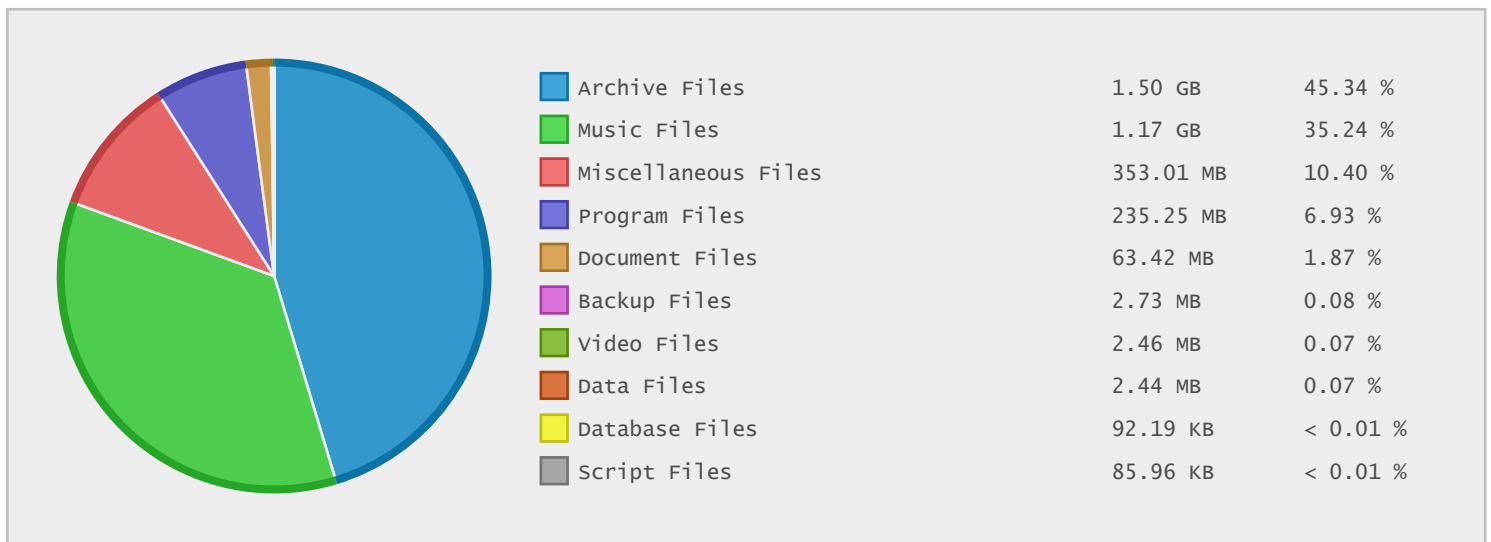 Archive Files 1.50 GB 45.34 %
Music Files 1.17 GB 35.24 %
Miscellaneous Files 353.01 MB 10.40 %
Program Files 235.25 MB 6.93 %
Document Files 63.42 MB 1.87 %
Backup Files 2.73 MB 0.08 %
Video Files 2.46 MB 0.07 %
Data Files 2.44 MB 0.07 %
Database Files 92.19 KB < 0.01 %
Script Files 85.96 KB < 0.01 %